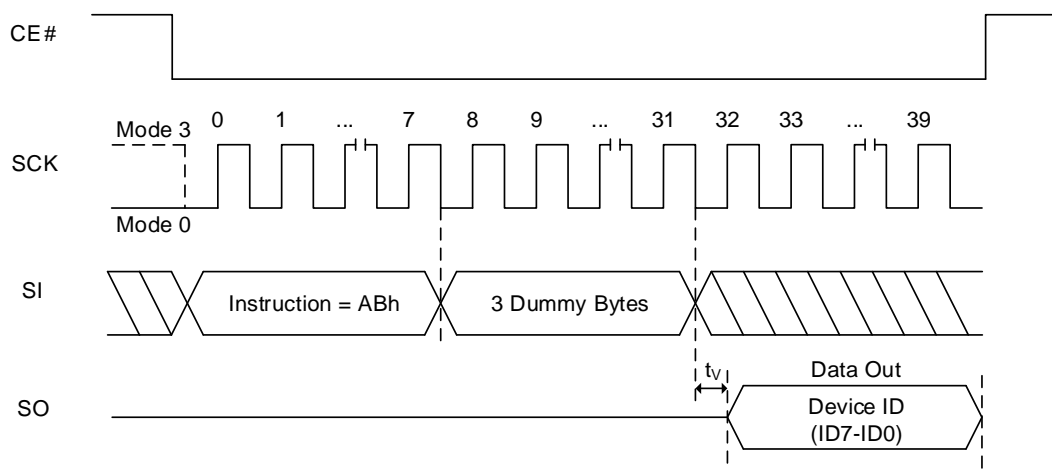 CE#
Mode 3
0 1 ... 7 8 9 ... 31 32 33 ... 39
SCK
Mode 0
SI
Instruction = ABh
3 Dummy Bytes
tV
Data Out
SO
Device ID
(ID7-ID0)